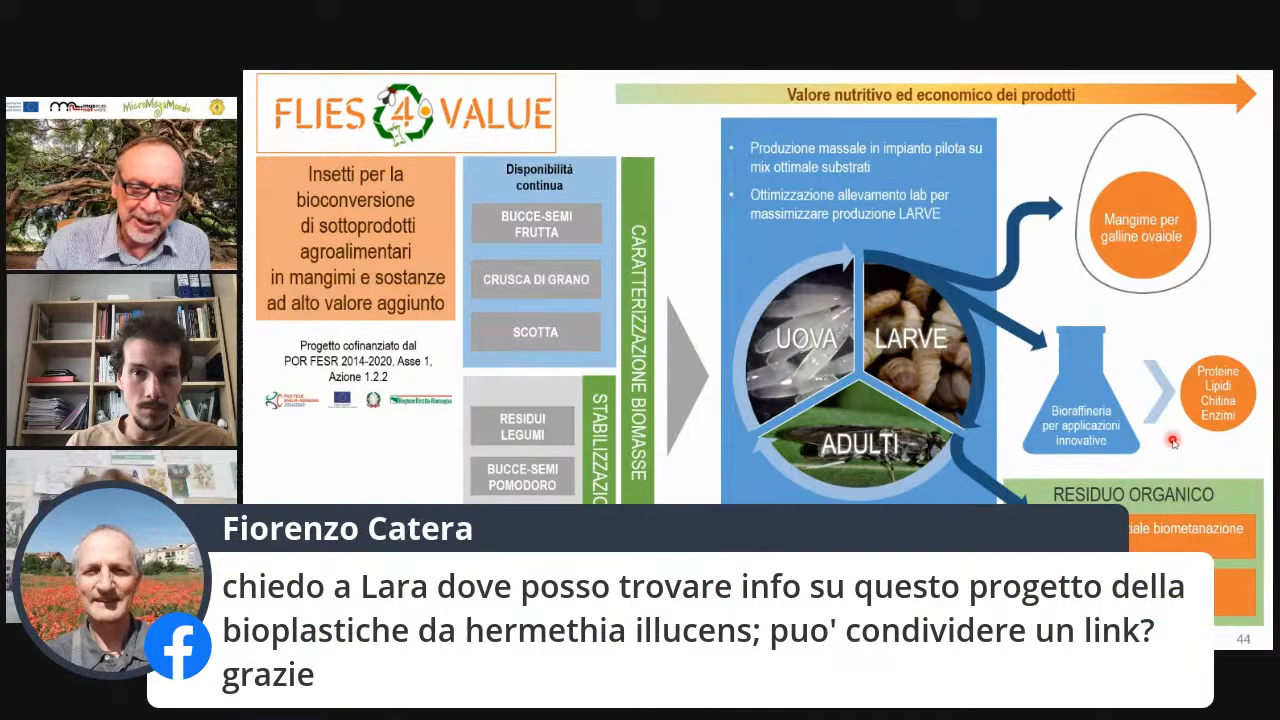 MicroMegaMondo
FLIES 4 VALUE
Insetti per la
bioconversione
di sottoprodotti
agroalimentari
in mangimi e sostanze
ad alto valore aggiunto
Progetto cofinanziato dal
POR FESR 2014-2020, Asse 1,
Azione 1.2.2
Disponibilità
continua
BUCCE-SEMI
FRUTTA
CRUSCA DI GRANO
SCOTTA
RESIDUI
LEGUMI
BUCCE-SEMI
POMODORO
STABILIZZAZIO
CARATTERIZZAZIONE BIOMASSE
Valore nutritivo ed economico dei prodotti
• Produzione massale in impianto pilota su
mix ottimale substrati
• Ottimizzazione allevamento lab per
massimizzare produzione LARVE
UOVA
LARVE
ADULTI
Mangime per
galline ovaiole
Bioraffineria
per applicazioni
innovative
Proteine
Lipidi
Chitina
Enzimi
RESIDUO ORGANICO
iale biometanazione
44
Fiorenzo Catera
chiedo a Lara dove posso trovare info su questo progetto della
bioplastiche da hermethia illucens; puo' condividere un link?
grazie